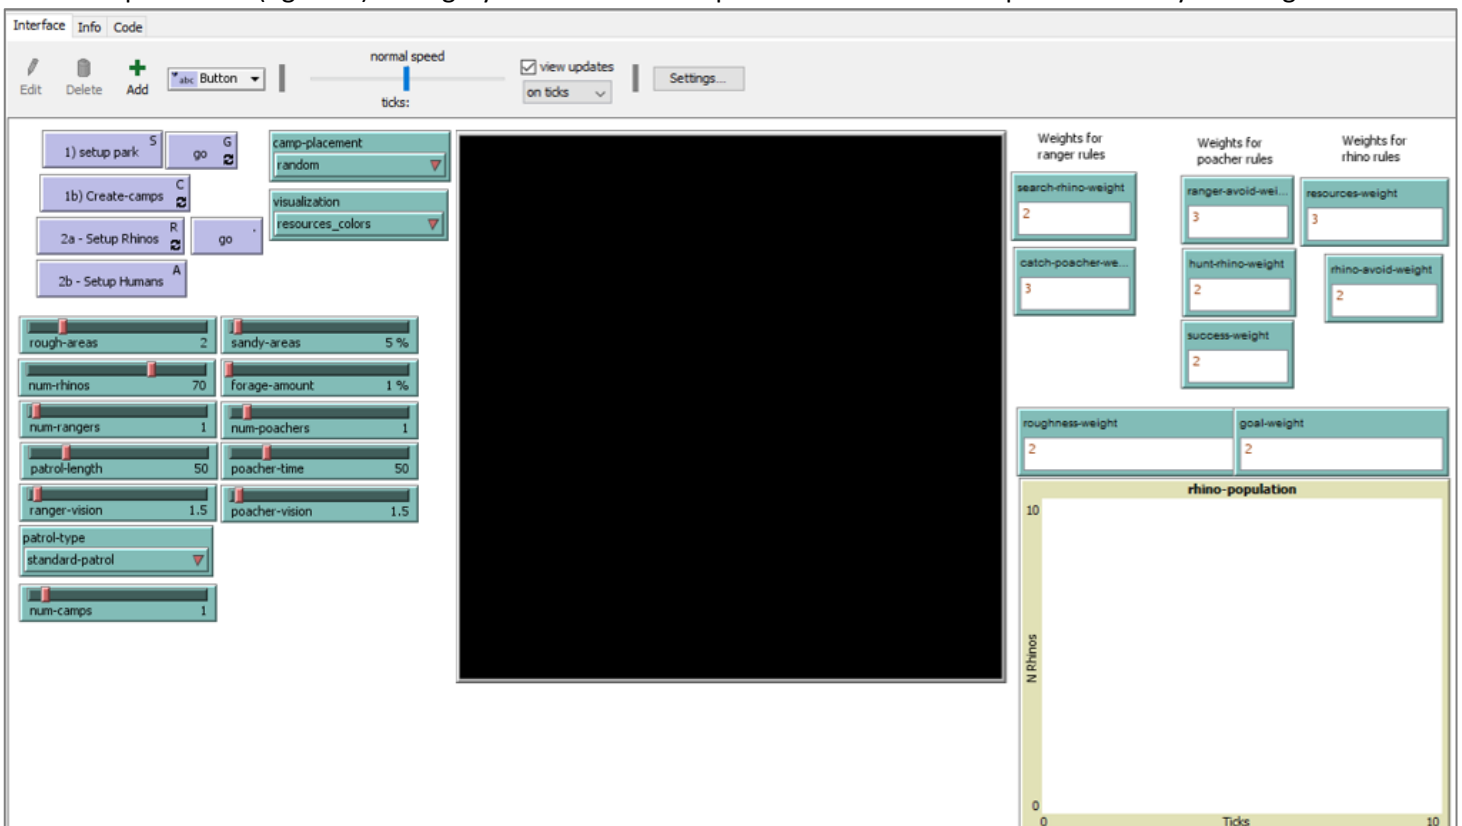 Interface Info Code
normal speed
view updates
Edit Delete Add abc Button
on ticks
Settings...
ticks:
1) setup park S
go G
1b) Create-camps C
2a - Setup Rhinos R
go
2b - Setup Humans A
camp-placement
random
visualization
resources_colors
rough-areas 2
sandy-areas 5 %
num-rhinos 70
forage-amount 1 %
num-rangers 1
num-poachers 1
patrol-length 50
poacher-time 50
ranger-vision 1.5
poacher-vision 1.5
patrol-type
standard-patrol
num-camps 1
Weights for
ranger rules
search-rhino-weight
2
catch-poacher-we...
3
Weights for
poacher rules
ranger-avoid-wei...
3
hunt-rhino-weight
2
success-weight
2
Weights for
rhino rules
resources-weight
3
rhino-avoid-weight
2
roughness-weight
2
goal-weight
2
rhino-population
10
N Rhinos
0
0 Ticks 10